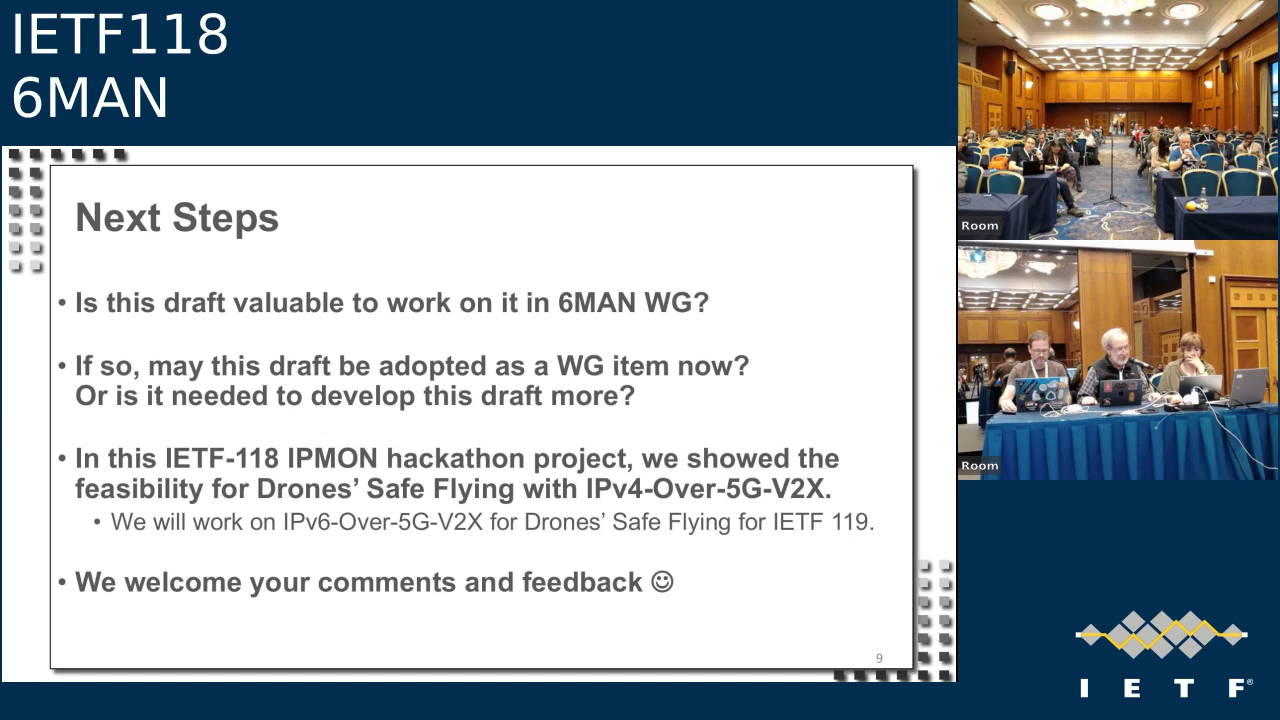 IETF118
6MAN
Next Steps
• Is this draft valuable to work on it in 6MAN WG?
• If so, may this draft be adopted as a WG item now?
Or is it needed to develop this draft more?
• In this IETF-118 IPMON hackathon project, we showed the
feasibility for Drones’ Safe Flying with IPv4-Over-5G-V2X.
• We will work on IPv6-Over-5G-V2X for Drones’ Safe Flying for IETF 119.
• We welcome your comments and feedback ☺
9
Room
Room
I E T F®